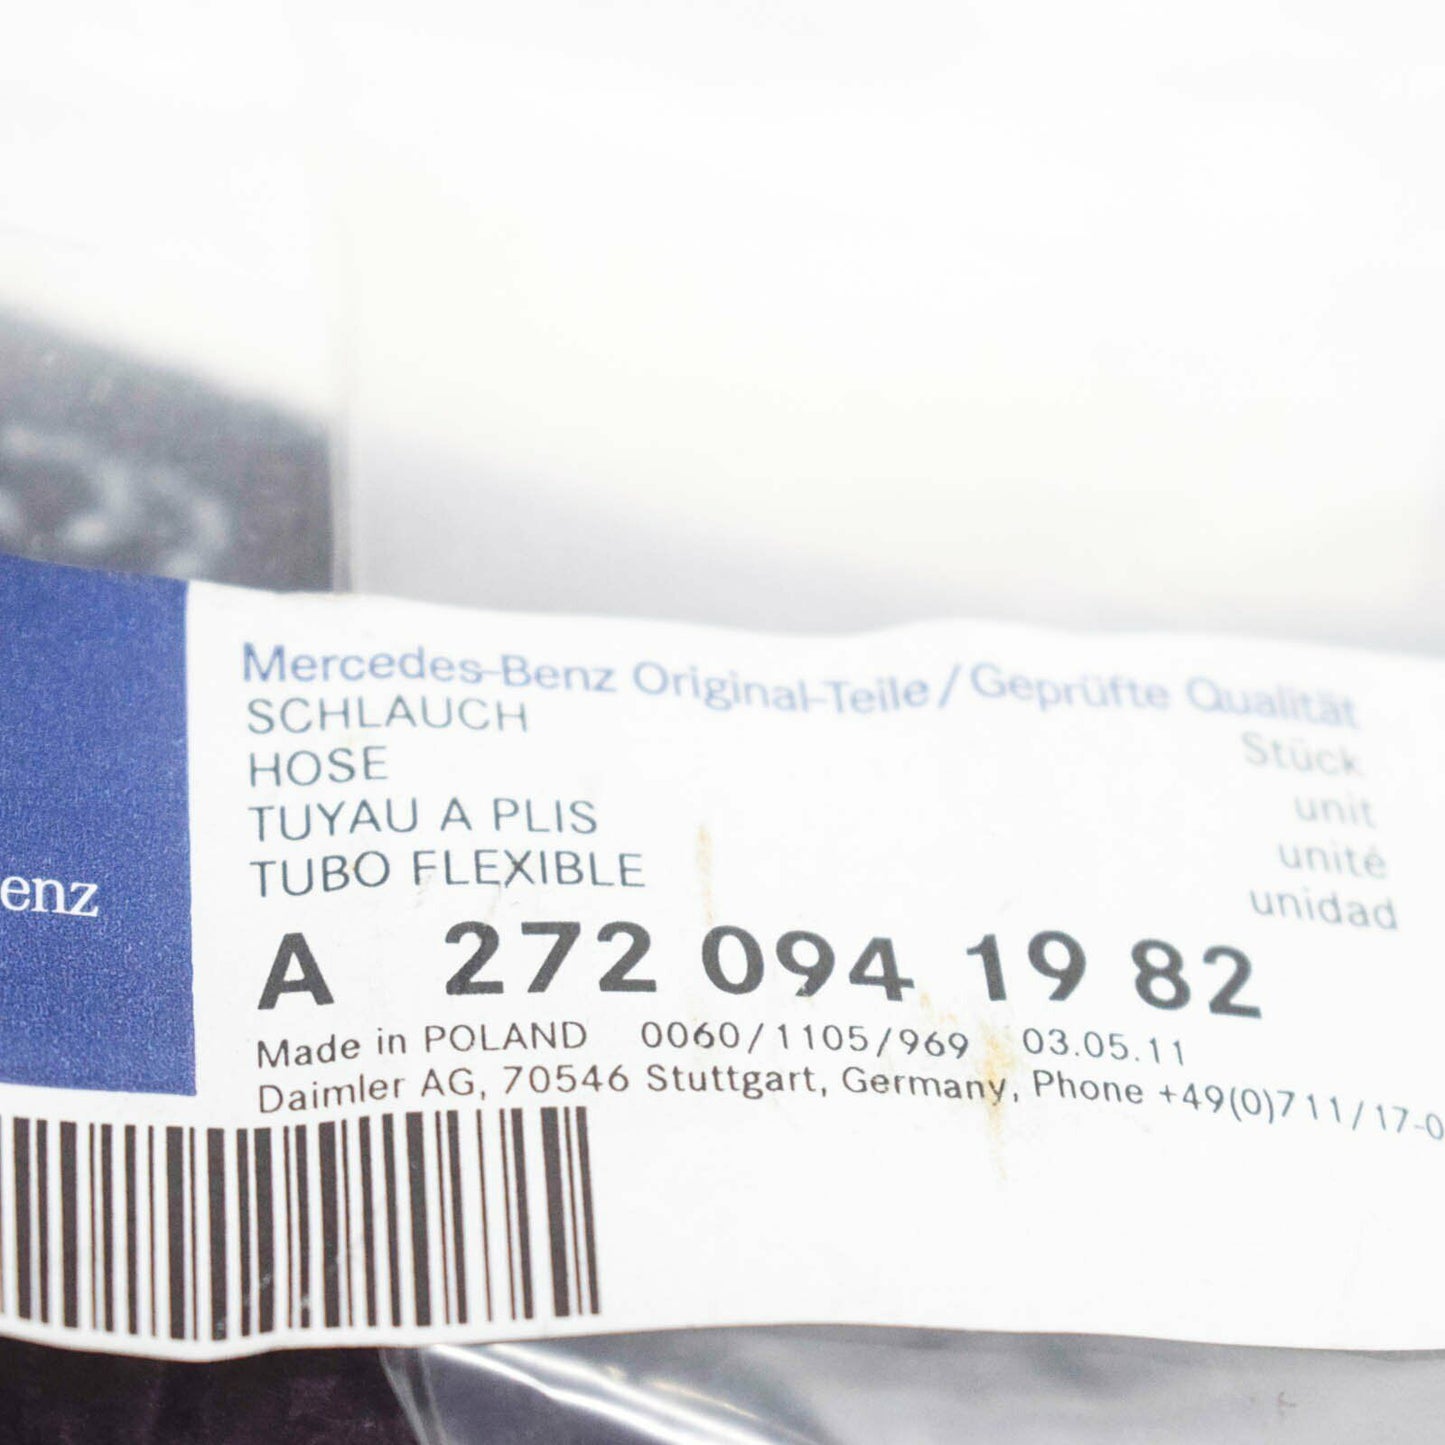 Mercedes-Benz Original-Teile/Geprüfte Qualität
SCHLAUCH
Stück
HOSE
unit
TUYAU A PLIS
unité
TUBO FLEXIBLE
unidad
enz
A 272 094 19 82
Made in POLAND 0060/1105/969 03.05.11
Daimler AG, 70546 Stuttgart, Germany, Phone +49(0)711/17-0